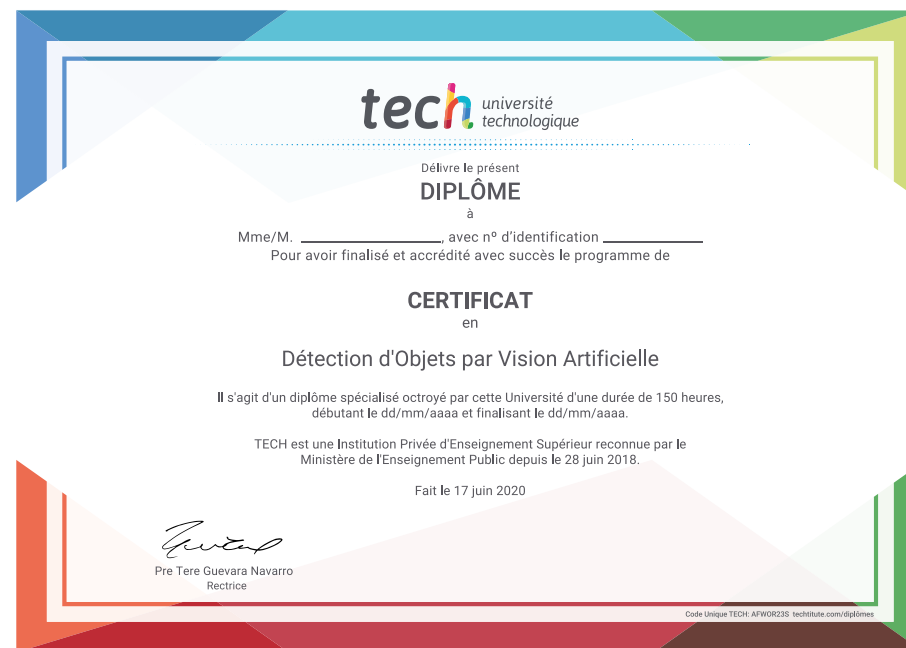 tech université
technologique
Délivre le présent
DIPLÔME
à
Mme/M. ____________________, avec nº d'identification ______________
Pour avoir finalisé et accrédité avec succès le programme de
CERTIFICAT
en
Détection d'Objets par Vision Artificielle
Il s'agit d'un diplôme spécialisé octroyé par cette Université d'une durée de 150 heures,
débutant le dd/mm/aaaa et finalisant le dd/mm/aaaa.
TECH est une Institution Privée d'Enseignement Supérieur reconnue par le
Ministère de l'Enseignement Public depuis le 28 juin 2018.
Fait le 17 juin 2020
Pre Tere Guevara Navarro
Rectrice
Code Unique TECH: AFWOR23S techtitute.com/diplômes